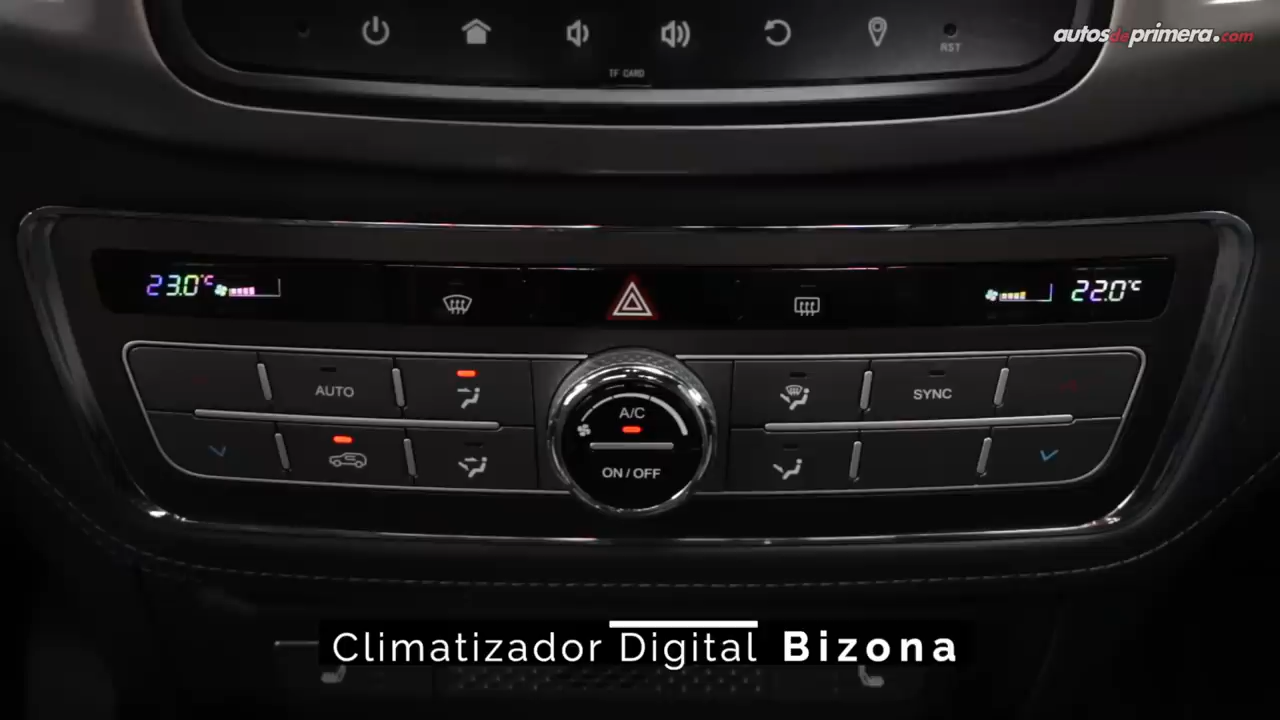 autosdeprimera.com
RST
TF CARD
23.0°C
22.0°C
AUTO
A/C
SYNC
ON / OFF
Climatizador Digital Bizona